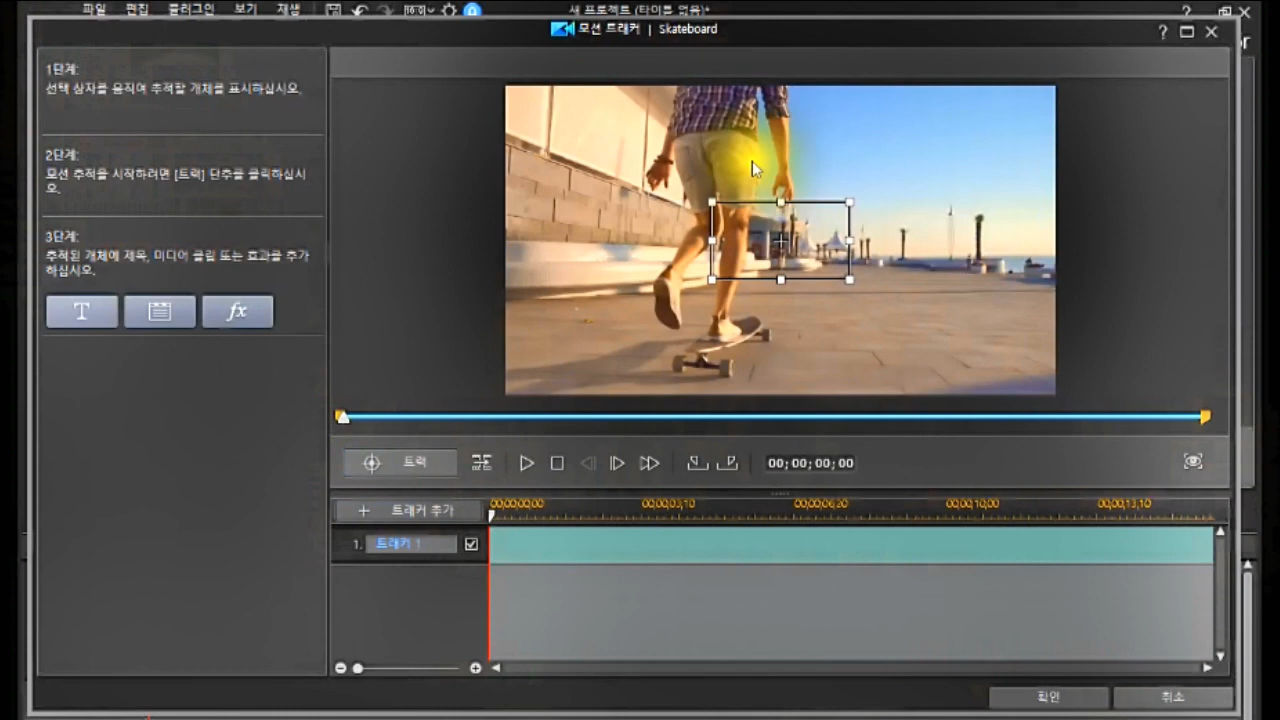 파일 편집 플러그인 보기 재생
새 프로젝트 (타이틀 없음)*
모션 트래커 | Skateboard
1단계:
선택 상자를 움직여 추적할 개체를 표시하십시오.
2단계:
모션 추적을 시작하려면 [트랙] 단추를 클릭하십시
오.
3단계:
추적된 개체에 제목, 미디어 클립 또는 효과를 추가
하십시오.
T
fx
트랙
00;00;00;00
트래커 추가
00;00;00;00 00;00;03;10 00;00;06;20 00;00;10;00 00;00;13;10
1. 트래커 1
확인 취소